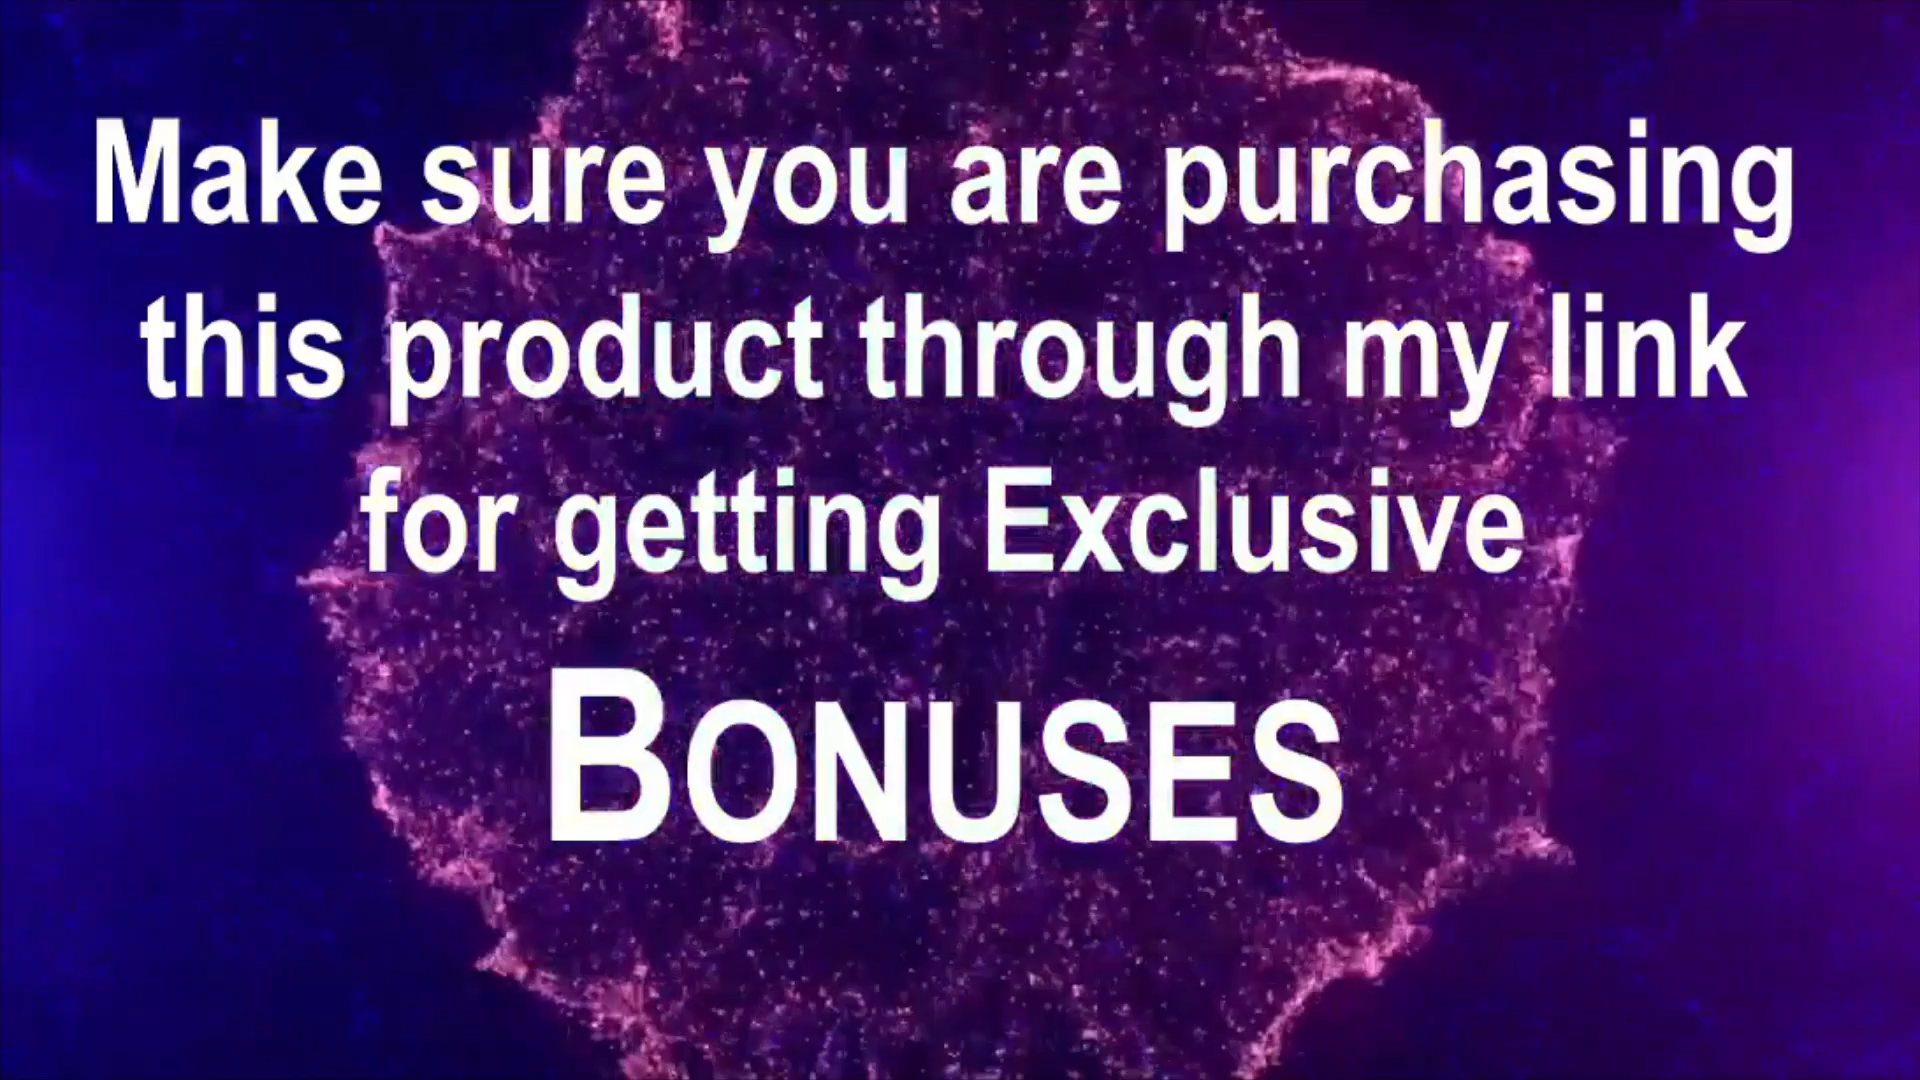 Make sure you are purchasing
this product through my link
for getting Exclusive
BONUSES